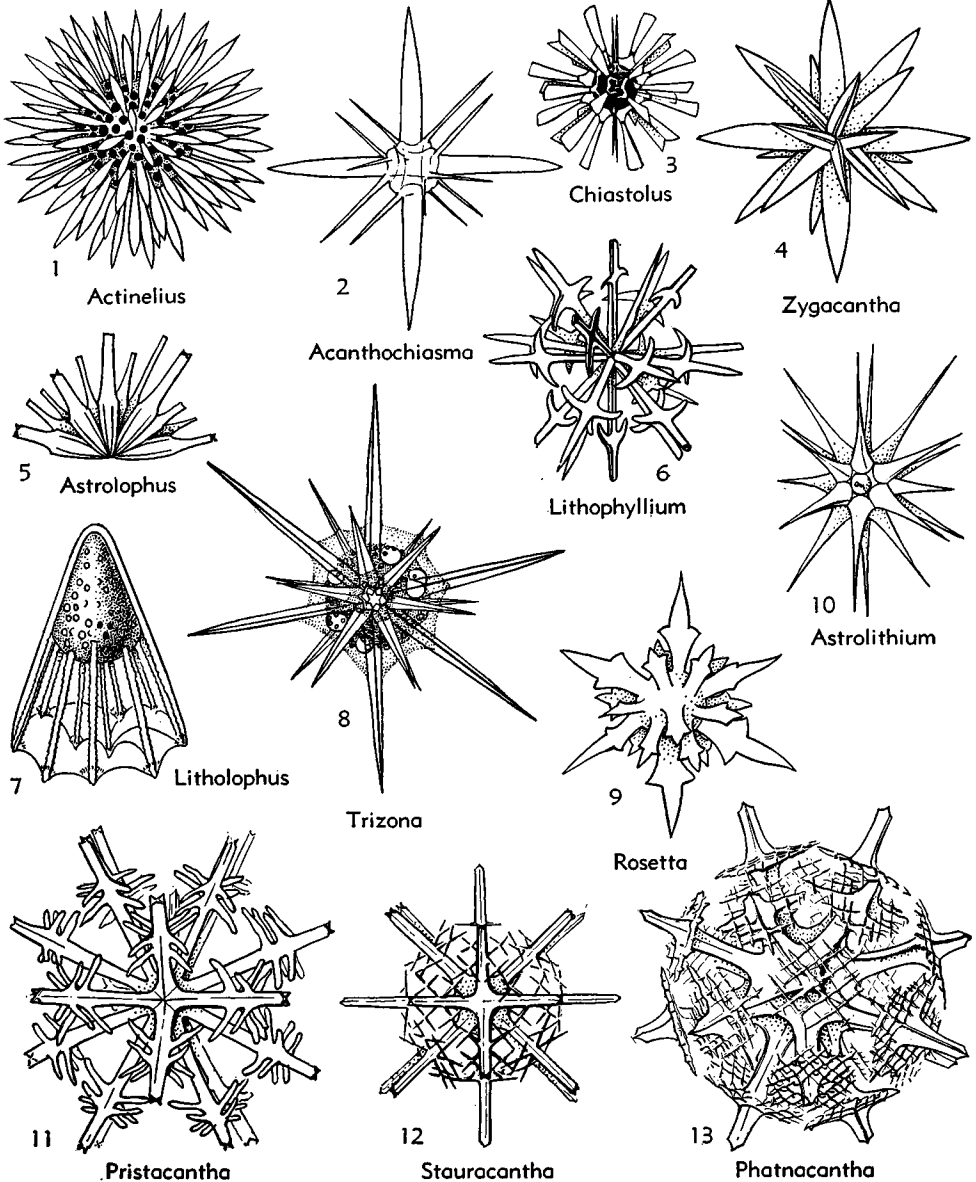 1
Actinelius
2
Acanthochiasma
3
Chiastolus
4
Zygacantha
5
Astrolophus
6
Lithophyllium
7
Litholophus
8
Trizona
9
Rosetta
10
Astrolithium
11
Pristacantha
12
Stauracantha
13
Phatnacantha